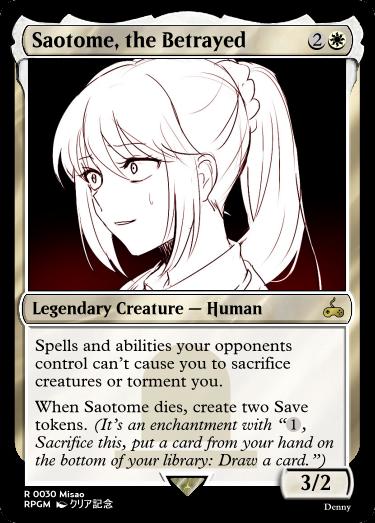 Saotome, the Betrayed 2
Legendary Creature — Human
Spells and abilities your opponents
control can't cause you to sacrifice
creatures or torment you.
When Saotome dies, create two Save
tokens. (It's an enchantment with “1,
Sacrifice this, put a card from your hand on
the bottom of your library: Draw a card.”)
3/2
R 0030 Misao
RPGM クリア記念
Denny